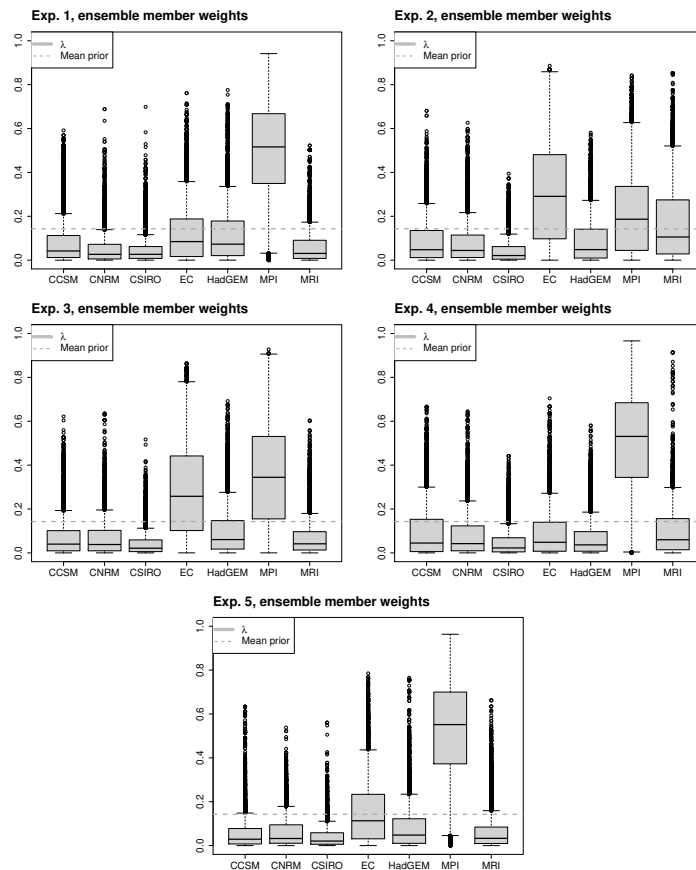 Exp. 1, ensemble member weights
λ
Mean prior
0.0 0.2 0.4 0.6 0.8 1.0
CCSM CNRM CSIRO EC HadGEM MPI MRI
Exp. 2, ensemble member weights
λ
Mean prior
0.0 0.2 0.4 0.6 0.8 1.0
CCSM CNRM CSIRO EC HadGEM MPI MRI
Exp. 3, ensemble member weights
λ
Mean prior
0.0 0.2 0.4 0.6 0.8 1.0
CCSM CNRM CSIRO EC HadGEM MPI MRI
Exp. 4, ensemble member weights
λ
Mean prior
0.0 0.2 0.4 0.6 0.8 1.0
CCSM CNRM CSIRO EC HadGEM MPI MRI
Exp. 5, ensemble member weights
λ
Mean prior
0.0 0.2 0.4 0.6 0.8 1.0
CCSM CNRM CSIRO EC HadGEM MPI MRI